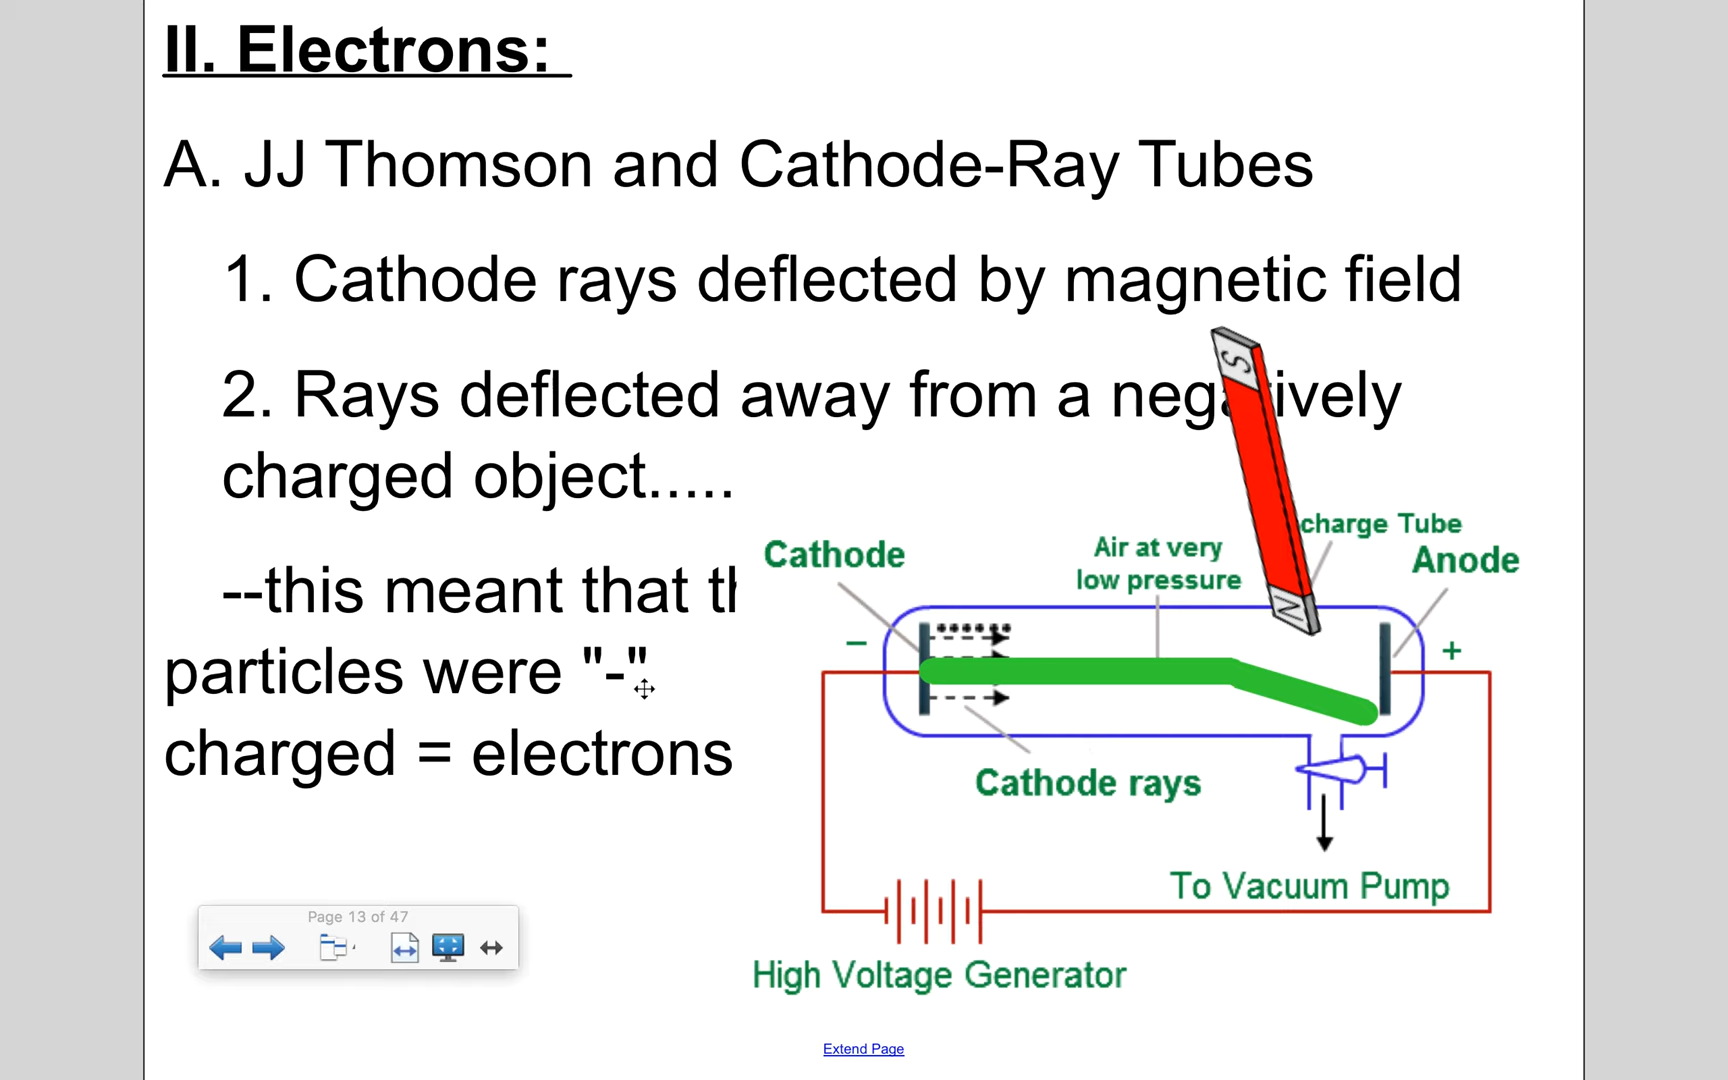 II. Electrons:
A. JJ Thomson and Cathode-Ray Tubes
1. Cathode rays deflected by magnetic field
2. Rays deflected away from a neg tively
charged object.....
--this meant that th
particles were "-"
charged = electrons
Cathode
Air at very
low pressure
charge Tube
Anode
S
N
−
+
Cathode rays
To Vacuum Pump
High Voltage Generator
Page 13 of 47
Extend Page